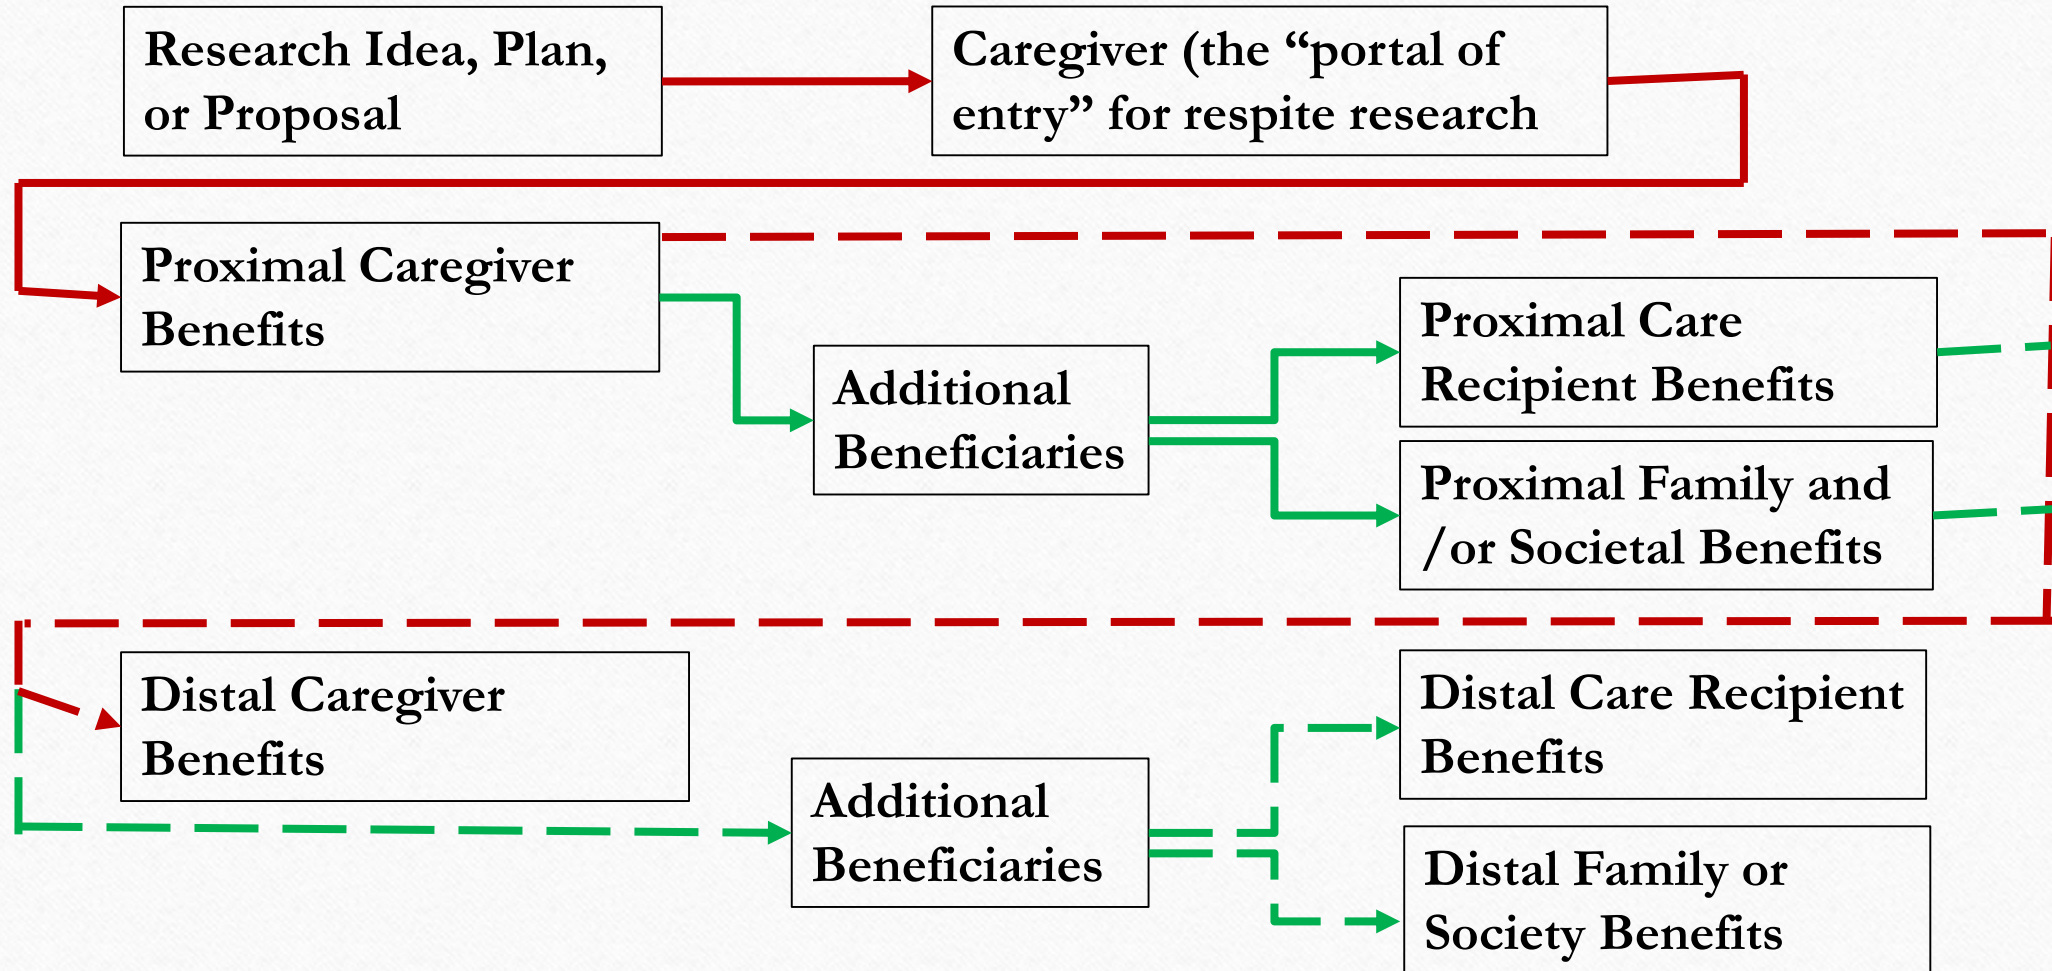 Research Idea, Plan,
or Proposal
Caregiver (the “portal of
entry” for respite research
Proximal Caregiver
Benefits
Additional
Beneficiaries
Proximal Care
Recipient Benefits
Proximal Family and
/or Societal Benefits
Distal Caregiver
Benefits
Additional
Beneficiaries
Distal Care Recipient
Benefits
Distal Family or
Society Benefits